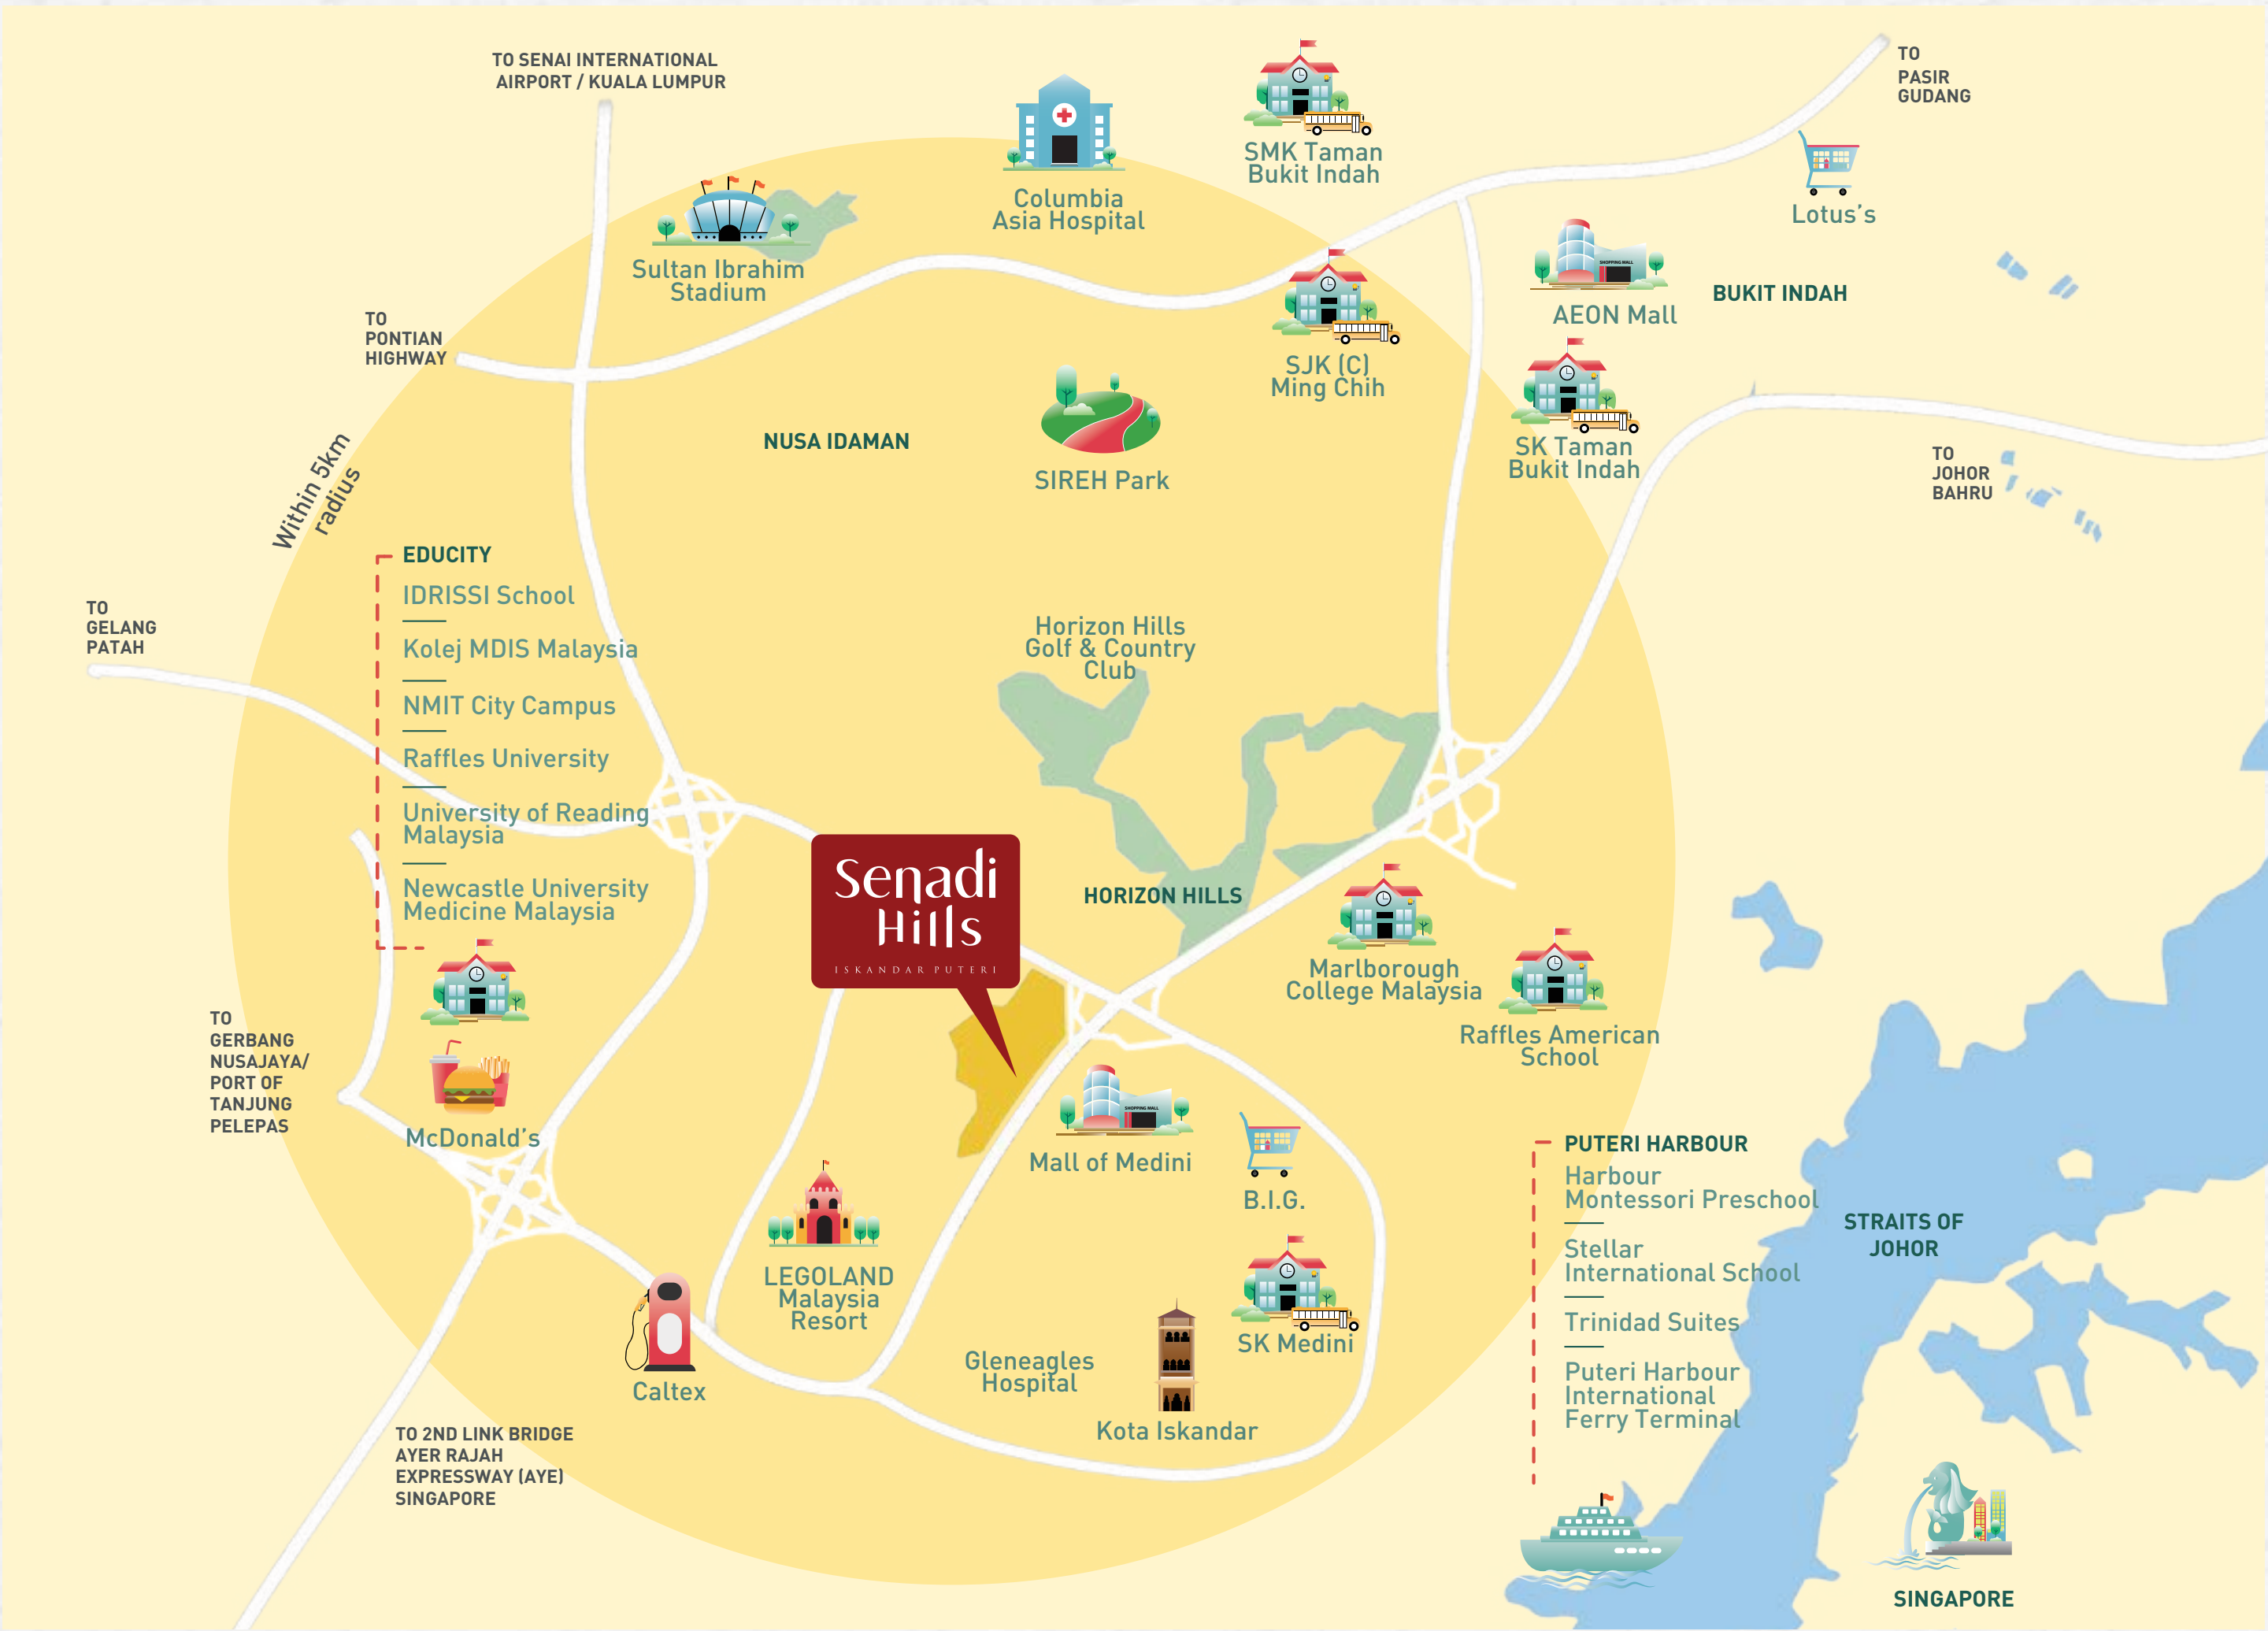 TO SENAI INTERNATIONAL
AIRPORT / KUALA LUMPUR
TO
PASIR
GUDANG
SMK Taman
Bukit Indah
Columbia
Asia Hospital
Lotus's
Sultan Ibrahim
Stadium
SHOPPING MALL
AEON Mall
BUKIT INDAH
TO
PONTIAN
HIGHWAY
SJK (C)
Ming Chih
NUSA IDAMAN
SIREH Park
SK Taman
Bukit Indah
TO
JOHOR
BAHRU
Within 5km
radius
EDUCITY
IDRISSI School
Kolej MDIS Malaysia
NMIT City Campus
Raffles University
University of Reading
Malaysia
Newcastle University
Medicine Malaysia
TO
GELANG
PATAH
Horizon Hills
Golf & Country
Club
Senadi
Hills
ISKANDAR PUTERI
HORIZON HILLS
Marlborough
College Malaysia
Raffles American
School
TO
GERBANG
NUSAJAYA/
PORT OF
TANJUNG
PELEPAS
McDonald's
SHOPPING MALL
Mall of Medini
B.I.G.
PUTERI HARBOUR
Harbour
Montessori Preschool
Stellar
International School
Trinidad Suites
Puteri Harbour
International
Ferry Terminal
STRAITS OF
JOHOR
LEGOLAND
Malaysia
Resort
SK Medini
Gleneagles
Hospital
Caltex
Kota Iskandar
TO 2ND LINK BRIDGE
AYER RAJAH
EXPRESSWAY (AYE)
SINGAPORE
SINGAPORE